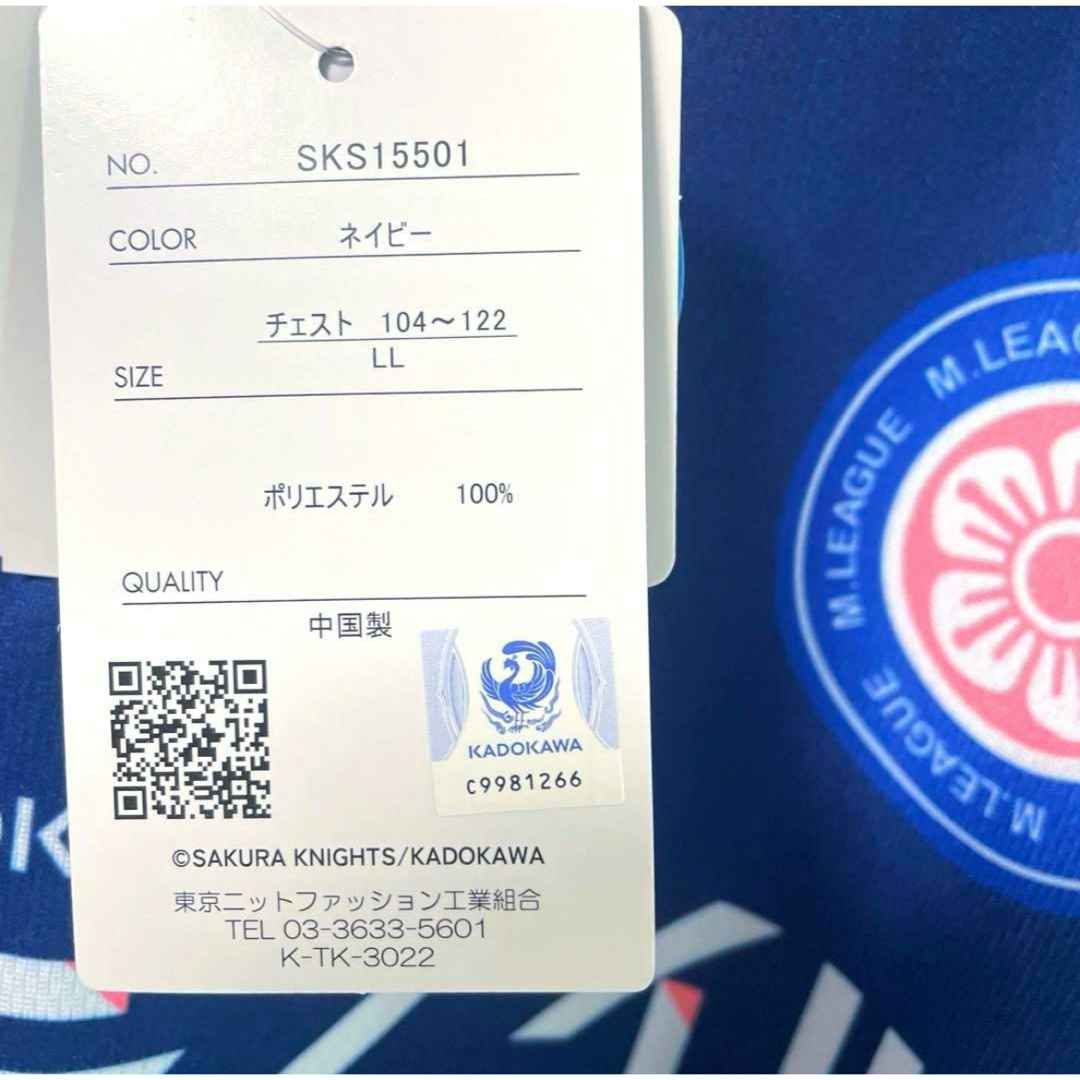 NO. SKS15501
COLOR ネイビー
チェスト 104～122
SIZE LL
ポリエステル 100%
QUALITY
中国製
KADOKAWA
C9981266
©SAKURA KNIGHTS/KADOKAWA
東京ニットファッション工業組合
TEL 03-3633-5601
K-TK-3022
M.LEAGUE
M.LEAGUE
M.LEAGUE